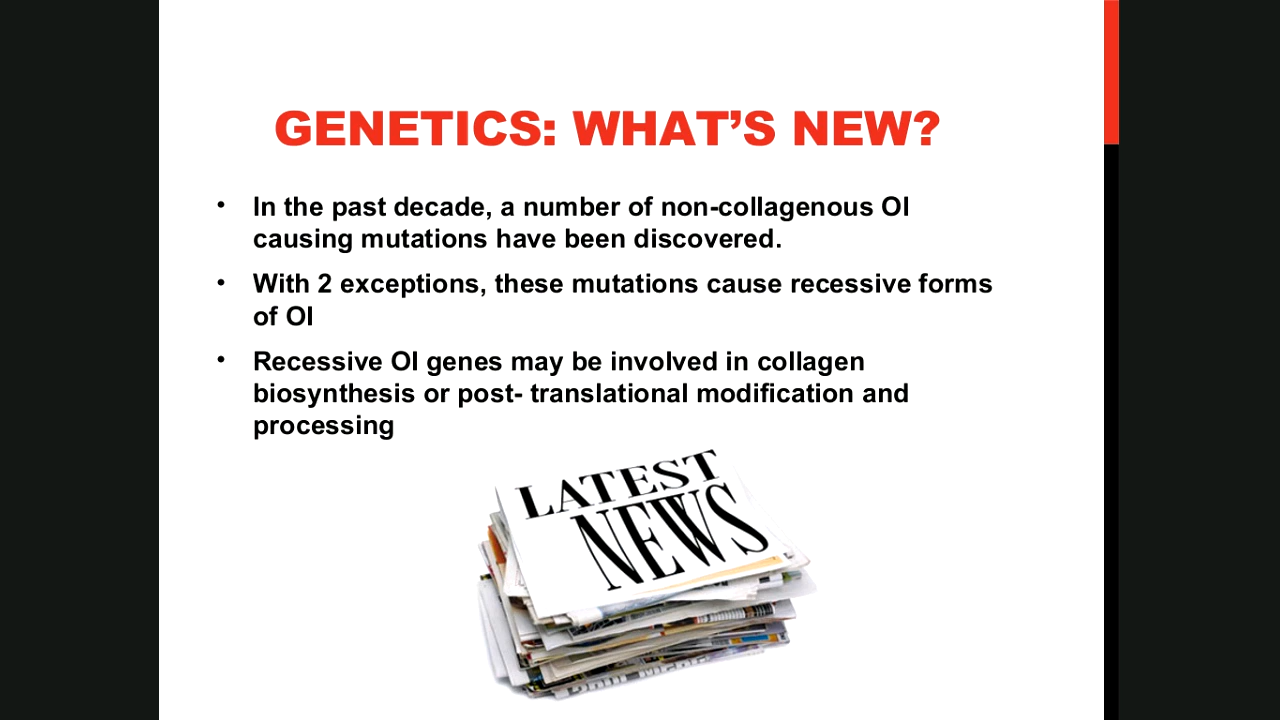 GENETICS: WHAT’S NEW?
• In the past decade, a number of non-collagenous OI
causing mutations have been discovered.
• With 2 exceptions, these mutations cause recessive forms
of OI
• Recessive OI genes may be involved in collagen
biosynthesis or post- translational modification and
processing
LATEST
NEWS